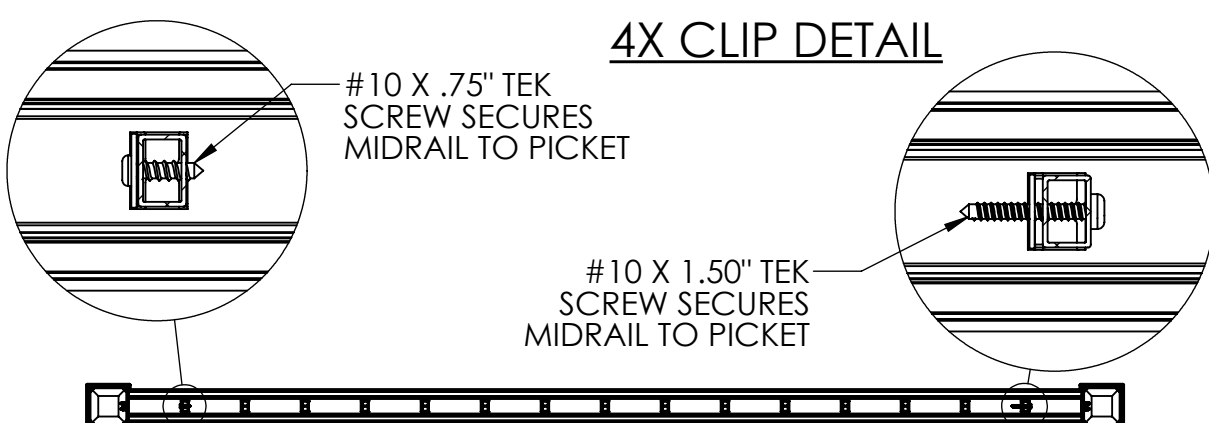 4X CLIP DETAIL
#10 X .75" TEK
SCREW SECURES
MIDRAIL TO PICKET
#10 X 1.50" TEK
SCREW SECURES
MIDRAIL TO PICKET